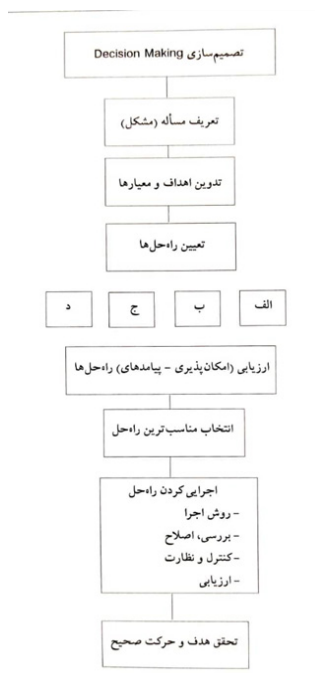 تصمیم‌سازی Decision Making
تعریف مسأله (مشکل)
تدوین اهداف و معیارها
تعیین راه‌حل‌ها
الف
ب
ج
د
ارزیابی (امکان‌پذیری - پیامدهای) راه‌حل‌ها
انتخاب مناسب‌ترین راه‌حل
اجرایی کردن راه‌حل
- روش اجرا
- بررسی، اصلاح
- کنترل و نظارت
- ارزیابی
تحقق هدف و حرکت صحیح